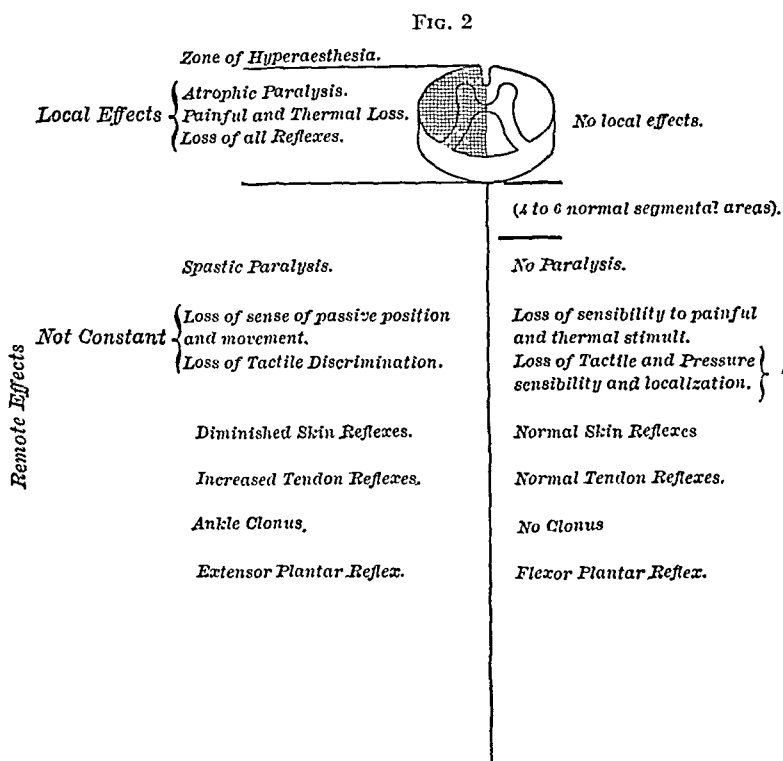 FIG. 2
Zone of Hyperaesthesia.
Local Effects
Atrophic Paralysis.
Painful and Thermal Loss.
Loss of all Reflexes.
No local effects.
(4 to 6 normal segmental areas).
Remote Effects
Spastic Paralysis.
No Paralysis.
Not Constant
Loss of sense of passive position
and movement.
Loss of Tactile Discrimination.
Loss of sensibility to painful
and thermal stimuli.
Loss of Tactile and Pressure
sensibility and localization.
Diminished Skin Reflexes.
Normal Skin Reflexes
Increased Tendon Reflexes.
Normal Tendon Reflexes.
Ankle Clonus.
No Clonus
Extensor Plantar Reflex.
Flexor Plantar Reflex.